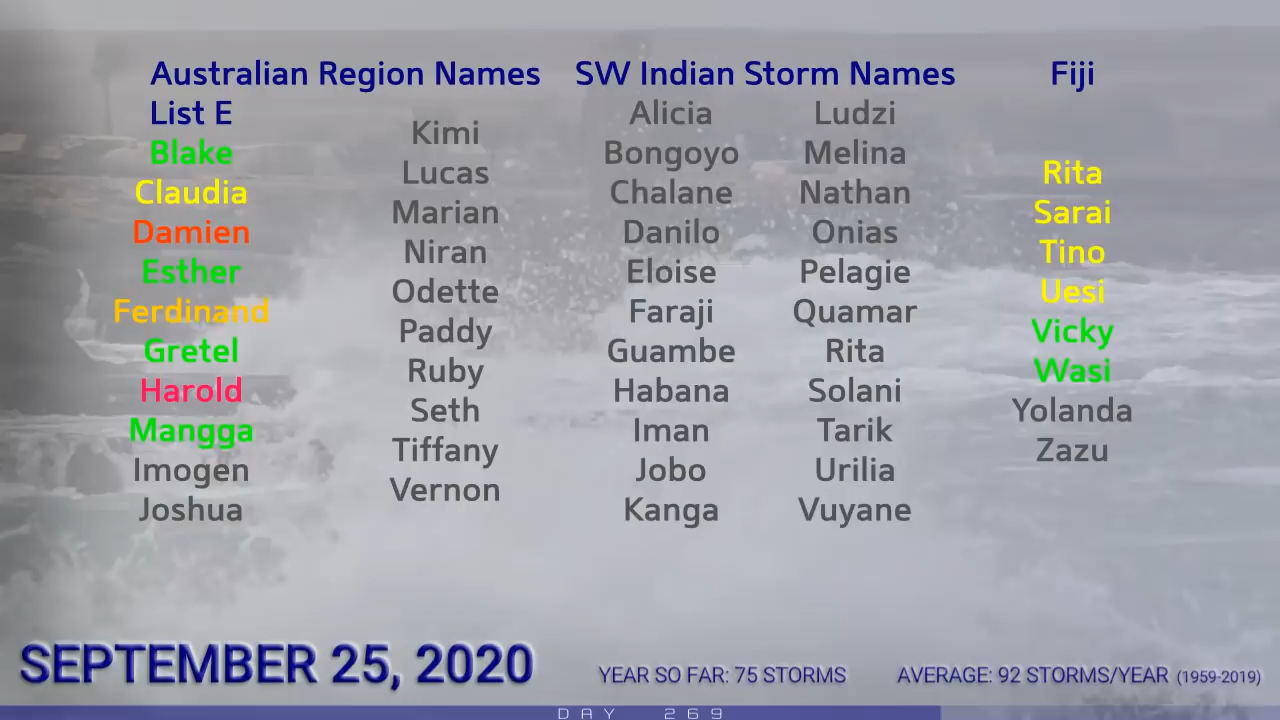 Australian Region Names
List E
Blake
Claudia
Damien
Esther
Ferdinand
Gretel
Harold
Mangga
Imogen
Joshua
Kimi
Lucas
Marian
Niran
Odette
Paddy
Ruby
Seth
Tiffany
Vernon
SW Indian Storm Names
Alicia
Bongoyo
Chalane
Danilo
Eloise
Faraji
Guambe
Habana
Iman
Jobo
Kanga
Ludzi
Melina
Nathan
Onias
Pelagie
Quamar
Rita
Solani
Tarik
Urilia
Vuyane
Fiji
Rita
Sarai
Tino
Uesi
Vicky
Wasi
Yolanda
Zazu
SEPTEMBER 25, 2020
YEAR SO FAR: 75 STORMS
AVERAGE: 92 STORMS/YEAR (1959-2019)
DAY 269